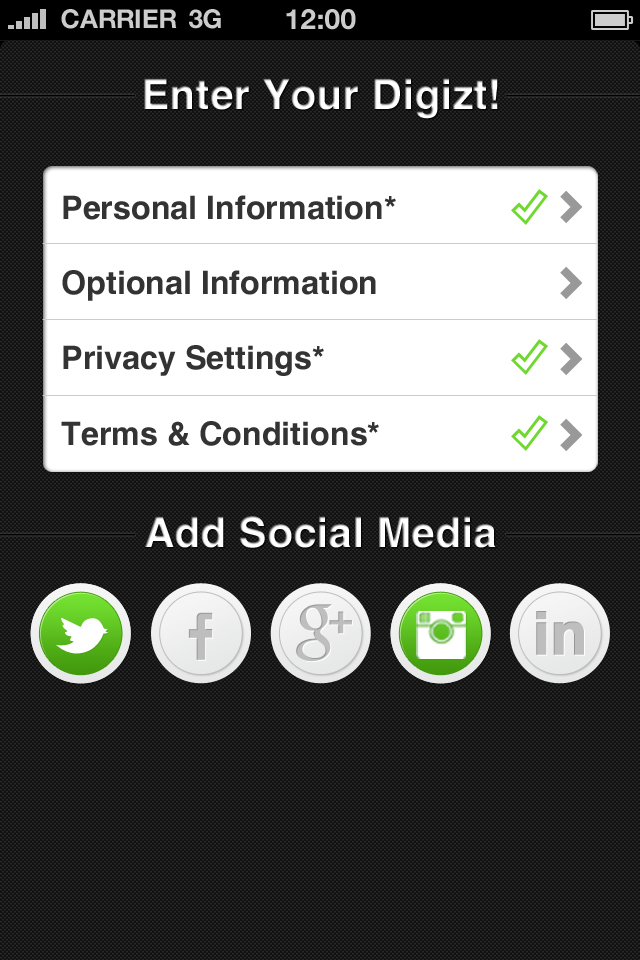 CARRIER 3G 12:00
Enter Your Digizt!
Personal Information*
Optional Information
Privacy Settings*
Terms & Conditions*
Add Social Media
f g+ in